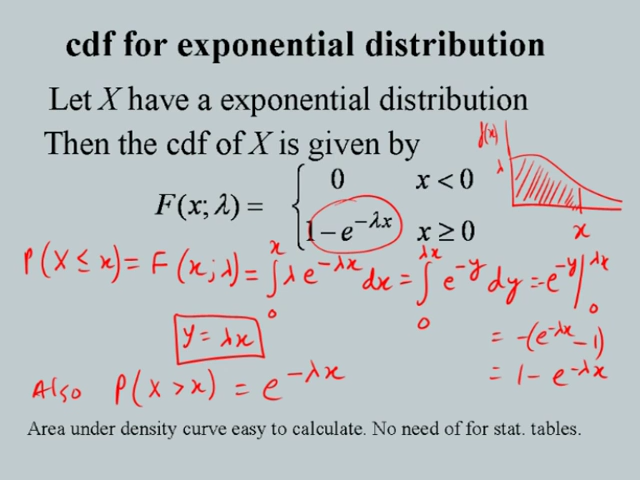 cdf for exponential distribution
Let X have a exponential distribution
Then the cdf of X is given by
f(x)
λ
x
F(x; λ) = { 0 x < 0
1 − e^{−λx} x ≥ 0
P(X ≤ x) = F(x; λ) = ∫_0^x λe^{−λx} dx = ∫_0^{λx} e^{−y} dy = −e^{−y} |_0^{λx}
y = λx
= −(e^{−λx} − 1)
= 1 − e^{−λx}
Also P(X > x) = e^{−λx}
Area under density curve easy to calculate. No need of for stat. tables.